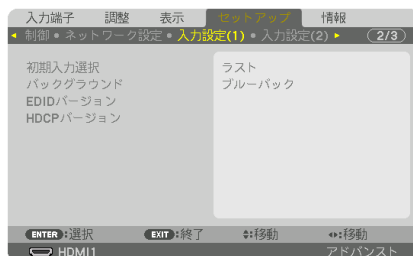 入力端子 調整 表示 セットアップ 情報
制御 • ネットワーク設定 • 入力設定(1) • 入力設定(2) 2/3
初期入力選択 ラスト
バックグラウンド ブルーバック
EDIDバージョン
HDCPバージョン
ENTER:選択 EXIT:終了 :移動 :移動
HDMI1 アドバンスト